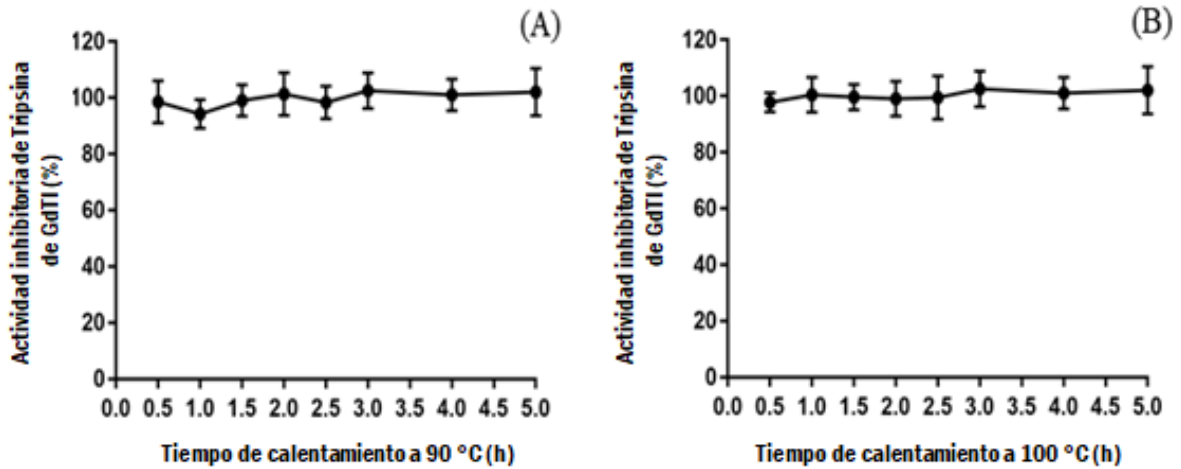 (A)
120
100
80
60
40
20
0
0.0 0.5 1.0 1.5 2.0 2.5 3.0 3.5 4.0 4.5 5.0
Actividad inhibitoria de Tripsina
de GdTI (%)
Tiempo de calentamiento a 90 °C (h)
(B)
120
100
80
60
40
20
0
0.0 0.5 1.0 1.5 2.0 2.5 3.0 3.5 4.0 4.5 5.0
Actividad inhibitoria de Tripsina
de GdTI (%)
Tiempo de calentamiento a 100 °C (h)